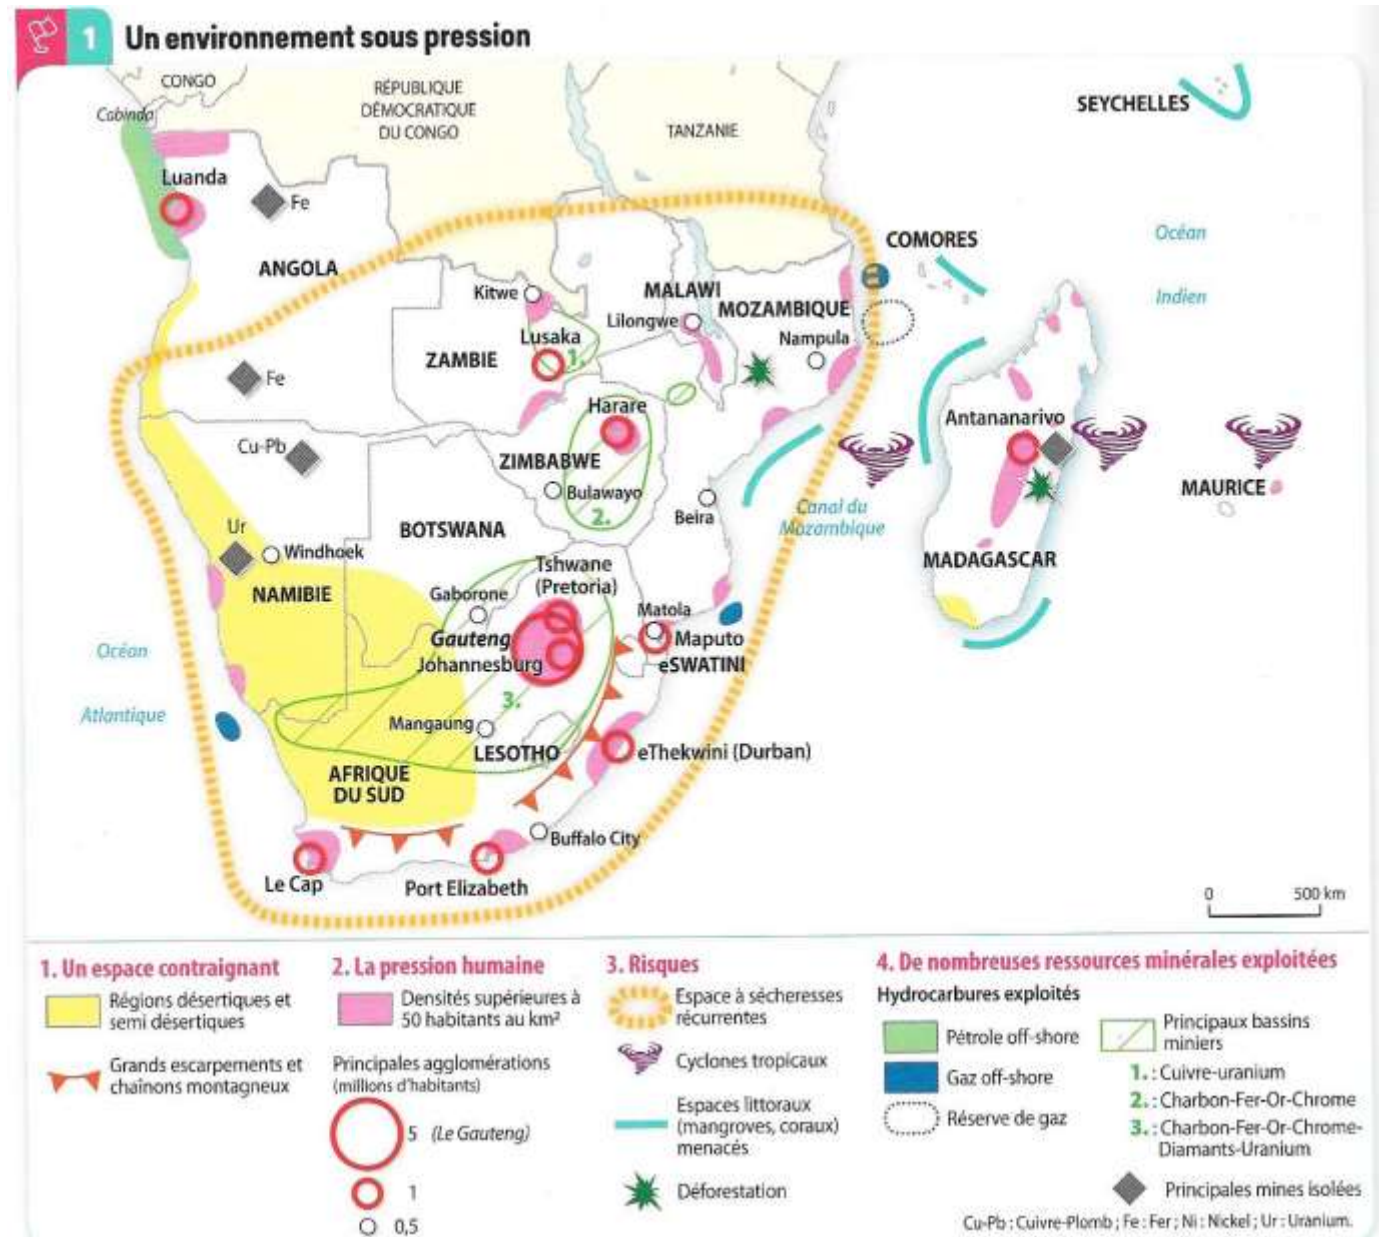 1 Un environnement sous pression
CONGO
Cabinda
RÉPUBLIQUE
DÉMOCRATIQUE
DU CONGO
TANZANIE
SEYCHELLES
Luanda
Fe
ANGOLA
COMORES
Océan
Indien
Kitwe
MALAWI
MOZAMBIQUE
Lilongwe
Nampula
Lusaka
1.
ZAMBIE
Fe
Harare
Antananarivo
Cu-Pb
ZIMBABWE
Bulawayo
2.
MAURICE
Beira
Canal du
Mozambique
Ur
Windhoek
BOTSWANA
MADAGASCAR
NAMIBIE
Tshwane
(Pretoria)
Gaborone
Matola
Gauteng
Maputo
Johannesburg
eSWATINI
Océan
Atlantique
3.
Mangaung
LESOTHO
eThekwini (Durban)
AFRIQUE
DU SUD
Buffalo City
Le Cap
Port Elizabeth
0 500 km
1. Un espace contraignant
Régions désertiques et
semi désertiques
Grands escarpements et
chaînons montagneux
2. La pression humaine
Densités supérieures à
50 habitants au km²
Principales agglomérations
(millions d'habitants)
5 (Le Gauteng)
1
0,5
3. Risques
Espace à sécheresses
récurrentes
Cyclones tropicaux
Espaces littoraux
(mangroves, coraux)
menacés
Déforestation
4. De nombreuses ressources minérales exploitées
Hydrocarbures exploités
Pétrole off-shore
Gaz off-shore
Réserve de gaz
Principaux bassins
miniers
1. : Cuivre-uranium
2. : Charbon-Fer-Or-Chrome
3. : Charbon-Fer-Or-Chrome-
Diamants-Uranium
Principales mines isolées
Cu-Pb : Cuivre-Plomb ; Fe : Fer ; Ni : Nickel ; Ur : Uranium.